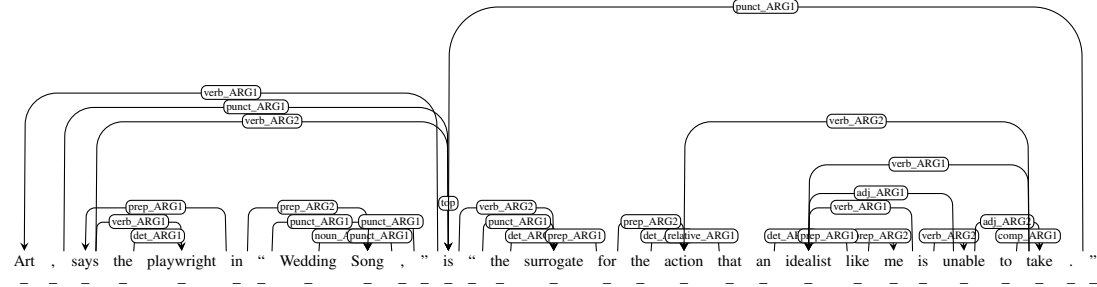 punct_ARG1
verb_ARG1
punct_ARG1
verb_ARG2 verb_ARG2
verb_ARG1
adj_ARG1
top
prep_ARG1 prep_ARG2 verb_ARG2 verb_ARG1
verb_ARG1 punct_ARG1 punct_ARG1 punct_ARG1 prep_ARG2 adj_ARG2
det_ARG1 punct_ARG1 prep_ARG1 relative_ARG1 prep_ARG1 verb_ARG2 comp_ARG1
Art , says the playwright in “ Wedding Song , ” is “ the surrogate for the action that an idealist like me is unable to take . ”
_ _ _ _ _ _ _ _ _ _ _ _ _ _ _ _ _ _ _ _ _ _ _ _ _ _ _ _ _